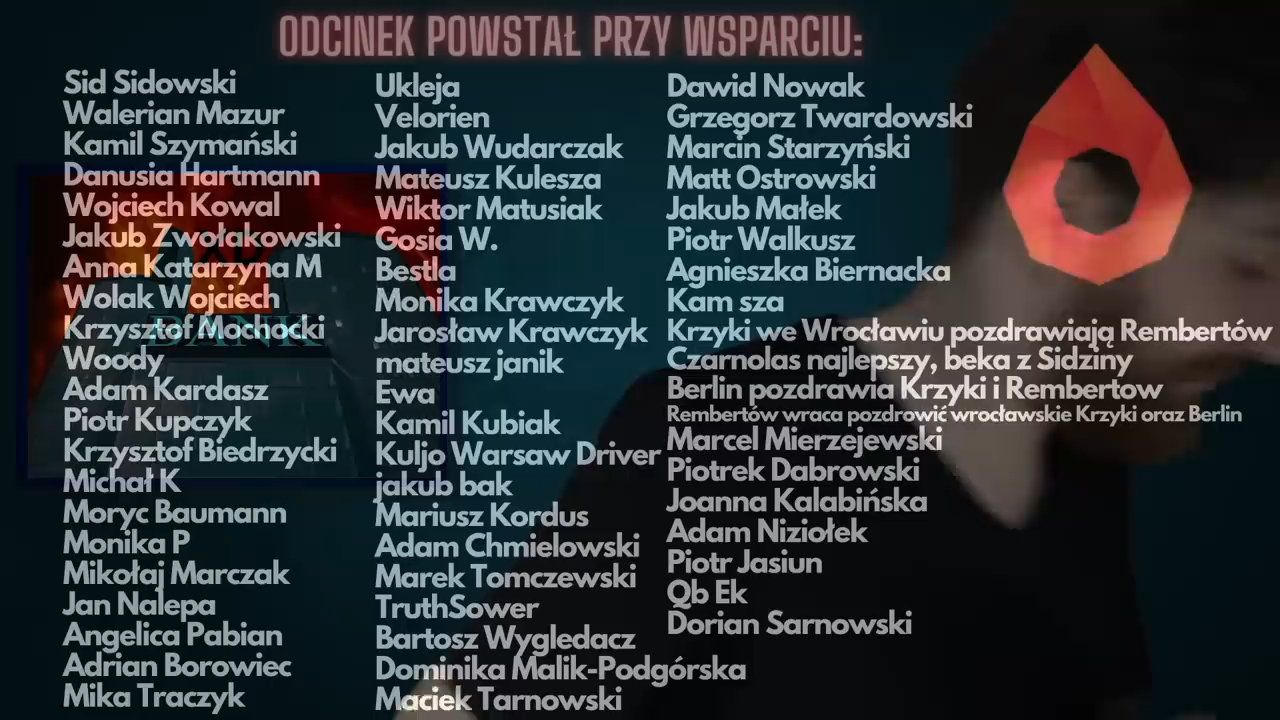 ODCINEK POWSTAŁ PRZY WSPARCIU:
Sid Sidowski
Walerian Mazur
Kamil Szymański
Danusia Hartmann
Wojciech Kowal
Jakub Zwołakowski
Anna Katarzyna M
Wolak Wojciech
Krzysztof Mochocki
Woody
Adam Kardasz
Piotr Kupczyk
Krzysztof Biedrzycki
Michał K
Moryc Baumann
Monika P
Mikołaj Marczak
Jan Nalepa
Angelica Pabian
Adrian Borowiec
Mika Traczyk
Ukleja
Velorien
Jakub Wudarczak
Mateusz Kulesza
Wiktor Matusiak
Gosia W.
Bestla
Monika Krawczyk
Jarosław Krawczyk
mateusz janik
Ewa
Kamil Kubiak
Kuljo Warsaw Driver
jakub bak
Mariusz Kordus
Adam Chmielowski
Marek Tomczewski
TruthSower
Bartosz Wygledacz
Dominika Malik-Podgórska
Maciek Tarnowski
Dawid Nowak
Grzegorz Twardowski
Marcin Starzyński
Matt Ostrowski
Jakub Małek
Piotr Walkusz
Agnieszka Biernacka
Kam sza
Krzyki we Wrocławiu pozdrawiają Rembertów
Czarnolas najlepszy, beka z Sidziny
Berlin pozdrawia Krzyki i Rembertow
Rembertów wraca pozdrowić wrocławskie Krzyki oraz Berlin
Marcel Mierzejewski
Piotrek Dabrowski
Joanna Kalabińska
Adam Niziołek
Piotr Jasiun
Qb Ek
Dorian Sarnowski